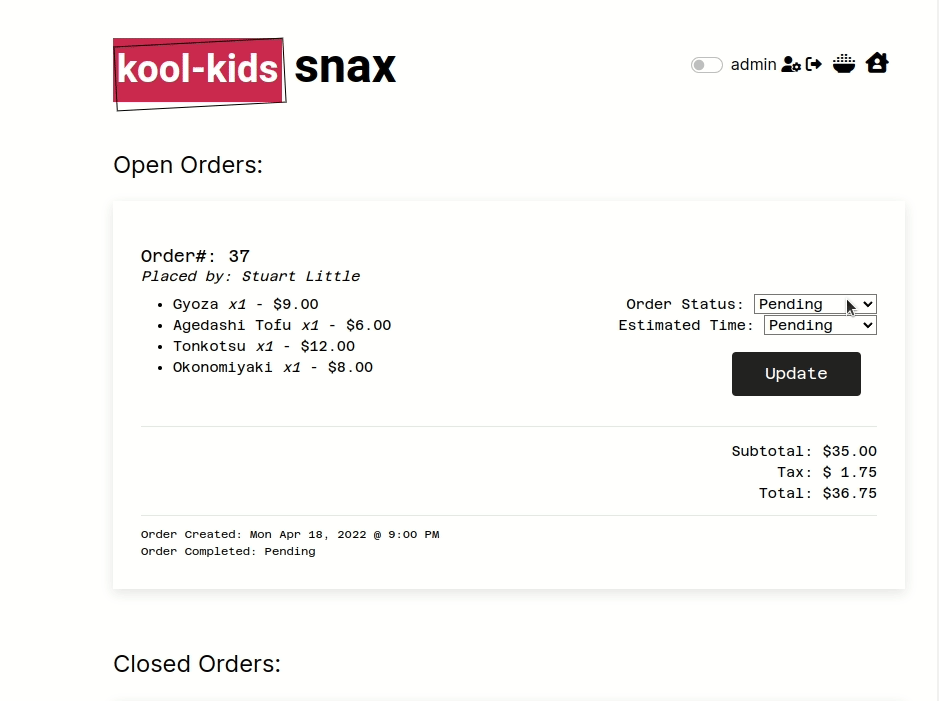 kool-kids snax
admin
Open Orders:
Order#: 37
Placed by: Stuart Little
Gyoza x1 - $9.00
Agedashi Tofu x1 - $6.00
Tonkotsu x1 - $12.00
Okonomiyaki x1 - $8.00
Order Status: Pending
Estimated Time: Pending
Update
Subtotal: $35.00
Tax: $ 1.75
Total: $36.75
Order Created: Mon Apr 18, 2022 @ 9:00 PM
Order Completed: Pending
Closed Orders: